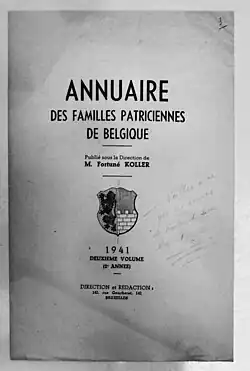 ANNUAIRE
DES FAMILLES PATRICIENNES
DE BELGIQUE
Publié sous la Direction de
M. Fortuné KOLLER
1941
DEUXIEME VOLUME
(2e ANNEE)
DIRECTION et REDACTION :
BRUXELLES